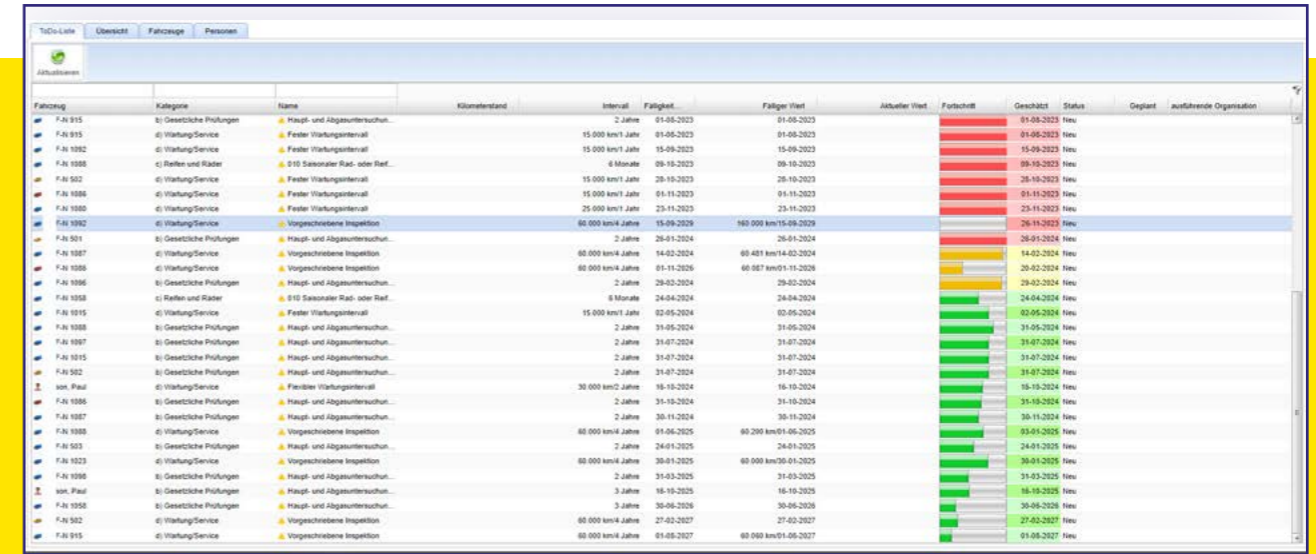 ToDo-Liste Übersicht Fahrzeuge Personen
Aktualisieren
Fahrzeug Kategorie Name Kilometerstand Intervall Fälligkeit... Fälliger Wert Aktueller Wert Fortschritt Geschätzt Status Geplant ausführende Organisation
F-N 915 b) Gesetzliche Prüfungen Haupt- und Abgasuntersuchun... 2 Jahre 01-08-2023 01-08-2023 01-08-2023 Neu
F-N 915 d) Wartung/Service Fester Wartungsintervall 15.000 km/1 Jahr 01-08-2023 01-08-2023 01-08-2023 Neu
F-N 1092 d) Wartung/Service Fester Wartungsintervall 15.000 km/1 Jahr 15-09-2023 15-09-2023 15-09-2023 Neu
F-N 1088 c) Reifen und Räder 010 Saisonaler Rad- oder Reif... 6 Monate 09-10-2023 09-10-2023 09-10-2023 Neu
F-N 502 d) Wartung/Service Fester Wartungsintervall 15.000 km/1 Jahr 28-10-2023 28-10-2023 28-10-2023 Neu
F-N 1086 d) Wartung/Service Fester Wartungsintervall 15.000 km/1 Jahr 01-11-2023 01-11-2023 01-11-2023 Neu
F-N 1080 d) Wartung/Service Fester Wartungsintervall 25.000 km/1 Jahr 23-11-2023 23-11-2023 23-11-2023 Neu
F-N 1092 d) Wartung/Service Vorgeschriebene Inspektion 60.000 km/4 Jahre 15-09-2029 160.000 km/15-09-2029 26-11-2023 Neu
F-N 501 b) Gesetzliche Prüfungen Haupt- und Abgasuntersuchun... 2 Jahre 26-01-2024 26-01-2024 26-01-2024 Neu
F-N 1087 d) Wartung/Service Vorgeschriebene Inspektion 60.000 km/4 Jahre 14-02-2024 60.481 km/14-02-2024 14-02-2024 Neu
F-N 1086 d) Wartung/Service Vorgeschriebene Inspektion 60.000 km/4 Jahre 01-11-2026 60.087 km/01-11-2026 20-02-2024 Neu
F-N 1096 b) Gesetzliche Prüfungen Haupt- und Abgasuntersuchun... 2 Jahre 29-02-2024 29-02-2024 29-02-2024 Neu
F-N 1058 c) Reifen und Räder 010 Saisonaler Rad- oder Reif... 6 Monate 24-04-2024 24-04-2024 24-04-2024 Neu
F-N 1015 d) Wartung/Service Fester Wartungsintervall 15.000 km/1 Jahr 02-05-2024 02-05-2024 02-05-2024 Neu
F-N 1088 b) Gesetzliche Prüfungen Haupt- und Abgasuntersuchun... 2 Jahre 31-05-2024 31-05-2024 31-05-2024 Neu
F-N 1097 b) Gesetzliche Prüfungen Haupt- und Abgasuntersuchun... 2 Jahre 31-07-2024 31-07-2024 31-07-2024 Neu
F-N 1015 b) Gesetzliche Prüfungen Haupt- und Abgasuntersuchun... 2 Jahre 31-07-2024 31-07-2024 31-07-2024 Neu
F-N 502 b) Gesetzliche Prüfungen Haupt- und Abgasuntersuchun... 2 Jahre 31-07-2024 31-07-2024 31-07-2024 Neu
son, Paul d) Wartung/Service Flexibler Wartungsintervall 30.000 km/2 Jahre 16-10-2024 16-10-2024 16-10-2024 Neu
F-N 1086 b) Gesetzliche Prüfungen Haupt- und Abgasuntersuchun... 2 Jahre 31-10-2024 31-10-2024 31-10-2024 Neu
F-N 1087 b) Gesetzliche Prüfungen Haupt- und Abgasuntersuchun... 2 Jahre 30-11-2024 30-11-2024 30-11-2024 Neu
F-N 1088 d) Wartung/Service Vorgeschriebene Inspektion 60.000 km/4 Jahre 01-06-2025 60.290 km/01-06-2025 03-01-2025 Neu
F-N 503 b) Gesetzliche Prüfungen Haupt- und Abgasuntersuchun... 2 Jahre 24-01-2025 24-01-2025 24-01-2025 Neu
F-N 1023 d) Wartung/Service Vorgeschriebene Inspektion 60.000 km/4 Jahre 30-01-2025 60.000 km/30-01-2025 30-01-2025 Neu
F-N 1098 b) Gesetzliche Prüfungen Haupt- und Abgasuntersuchun... 2 Jahre 31-03-2025 31-03-2025 31-03-2025 Neu
son, Paul b) Gesetzliche Prüfungen Haupt- und Abgasuntersuchun... 3 Jahre 16-10-2025 16-10-2025 16-10-2025 Neu
F-N 1058 b) Gesetzliche Prüfungen Haupt- und Abgasuntersuchun... 3 Jahre 30-06-2026 30-06-2026 30-06-2026 Neu
F-N 502 d) Wartung/Service Vorgeschriebene Inspektion 60.000 km/4 Jahre 27-02-2027 27-02-2027 27-02-2027 Neu
F-N 915 d) Wartung/Service Vorgeschriebene Inspektion 60.000 km/4 Jahre 01-08-2027 60.060 km/01-08-2027 01-08-2027 Neu